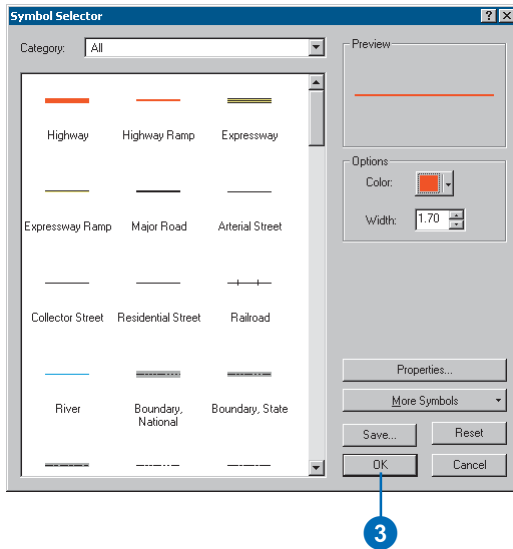 Symbol Selector
Category: All
Highway
Highway Ramp
Expressway
Expressway Ramp
Major Road
Arterial Street
Collector Street
Residential Street
Railroad
River
Boundary,
National
Boundary, State
Preview
Options
Color:
Width: 1.70
Properties...
More Symbols
Save...
Reset
OK
Cancel
3